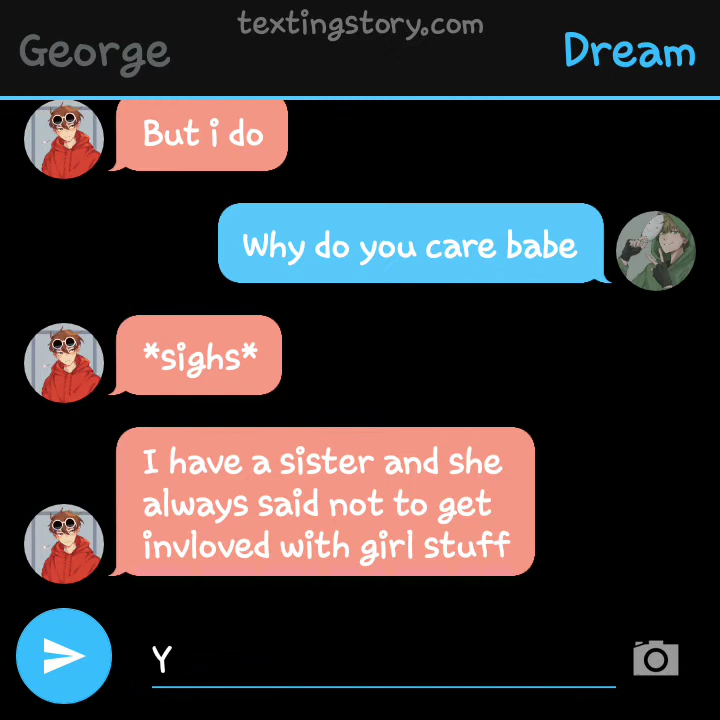 textingstory.com
George
Dream
But i do
Why do you care babe
*sighs*
I have a sister and she
always said not to get
invloved with girl stuff
Y